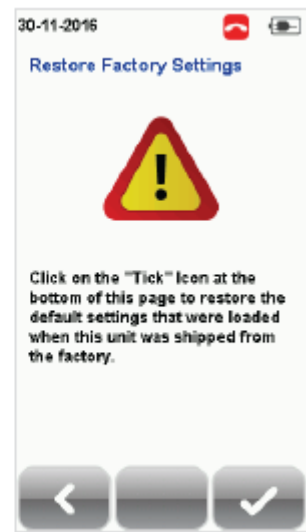 30-11-2016
Restore Factory Settings
Click on the "Tick" Icon at the
bottom of this page to restore the
default settings that were loaded
when this unit was shipped from
the factory.